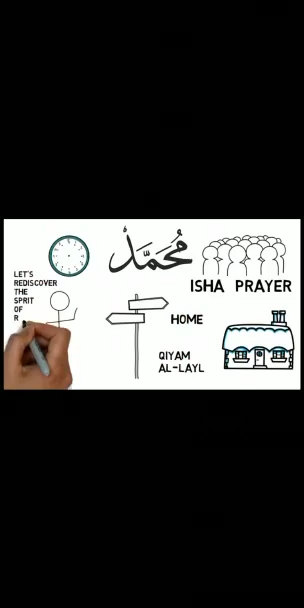 مُحَمَّدْ
ISHA PRAYER
LET'S
REDISCOVER
THE
SPRIT
OF
R
HOME
QIYAM
AL-LAYL